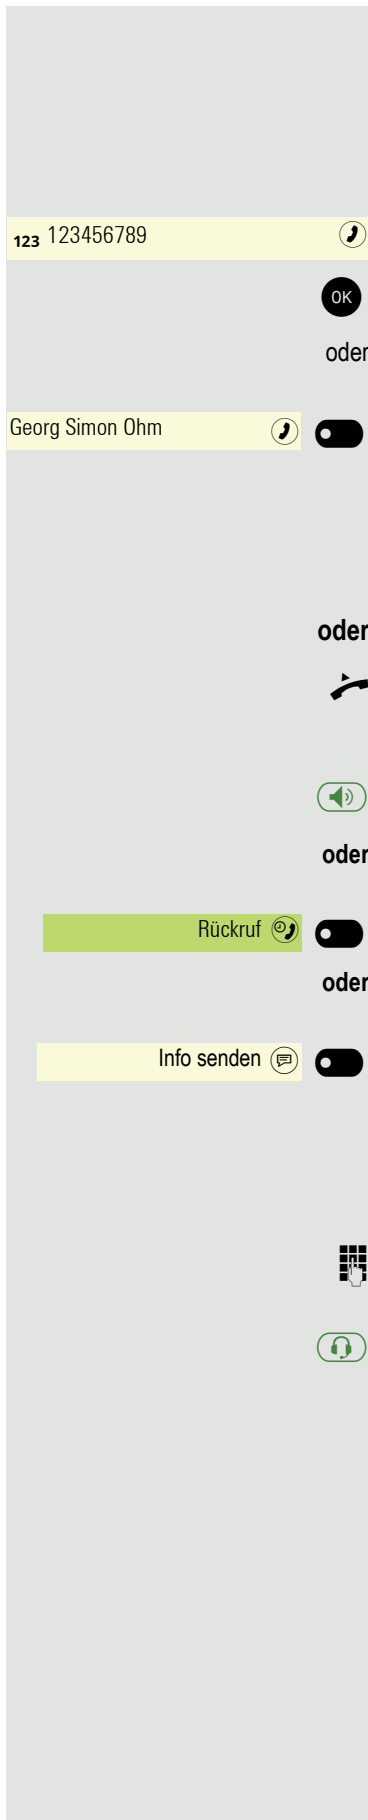 123 123456789
OK
oder
Georg Simon Ohm
oder
oder
Rückruf
oder
Info senden